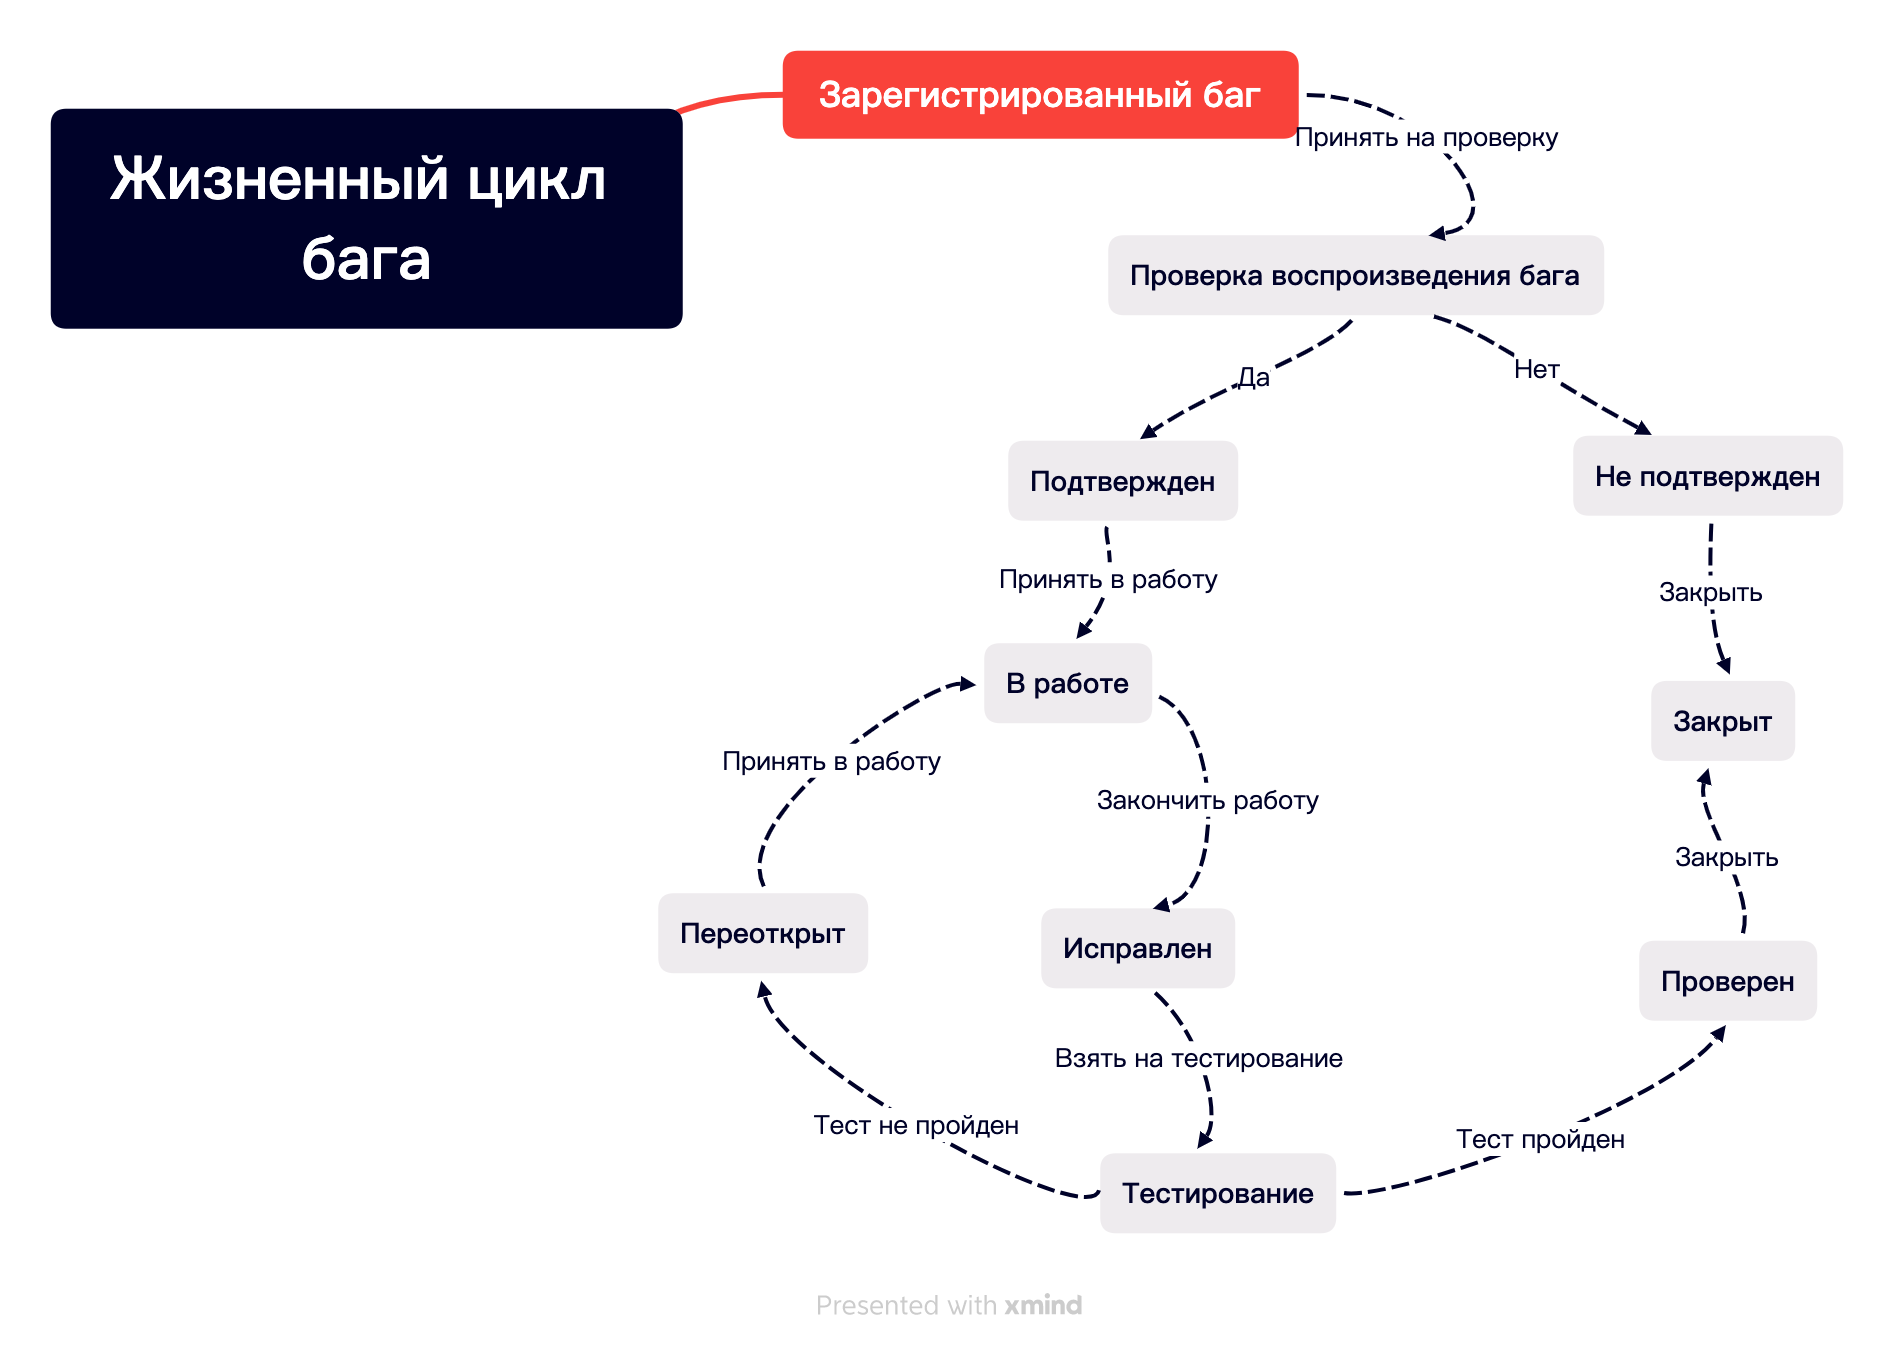 Зарегистрированный баг
Принять на проверку
Жизненный цикл
бага
Проверка воспроизведения бага
Да
Нет
Подтвержден
Не подтвержден
Принять в работу
Закрыть
В работе
Закрыт
Принять в работу
Закончить работу
Закрыть
Переоткрыт
Исправлен
Проверен
Взять на тестирование
Тест не пройден
Тест пройден
Тестирование
Presented with xmind